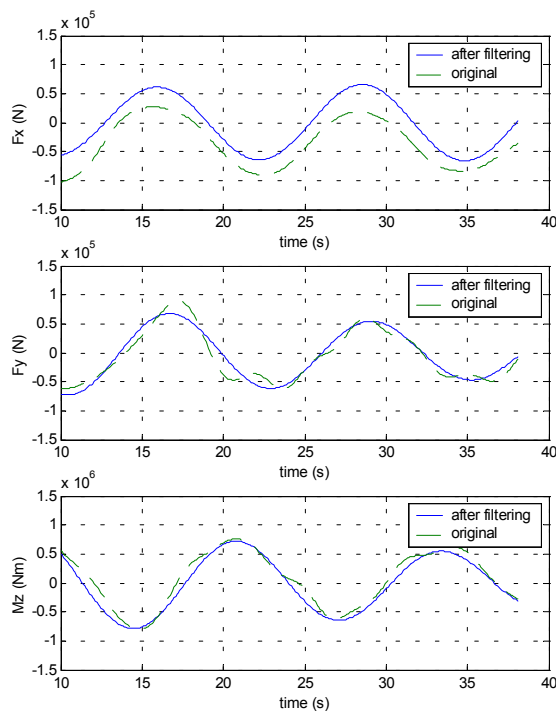 x 10^5
1.5
1
0.5
0
-0.5
-1
-1.5
Fx (N)
after filtering
original
10 15 20 25 30 35 40
time (s)
x 10^5
1.5
1
0.5
0
-0.5
-1
-1.5
Fy (N)
after filtering
original
10 15 20 25 30 35 40
time (s)
x 10^6
1.5
1
0.5
0
-0.5
-1
-1.5
Mz (Nm)
after filtering
original
10 15 20 25 30 35 40
time (s)